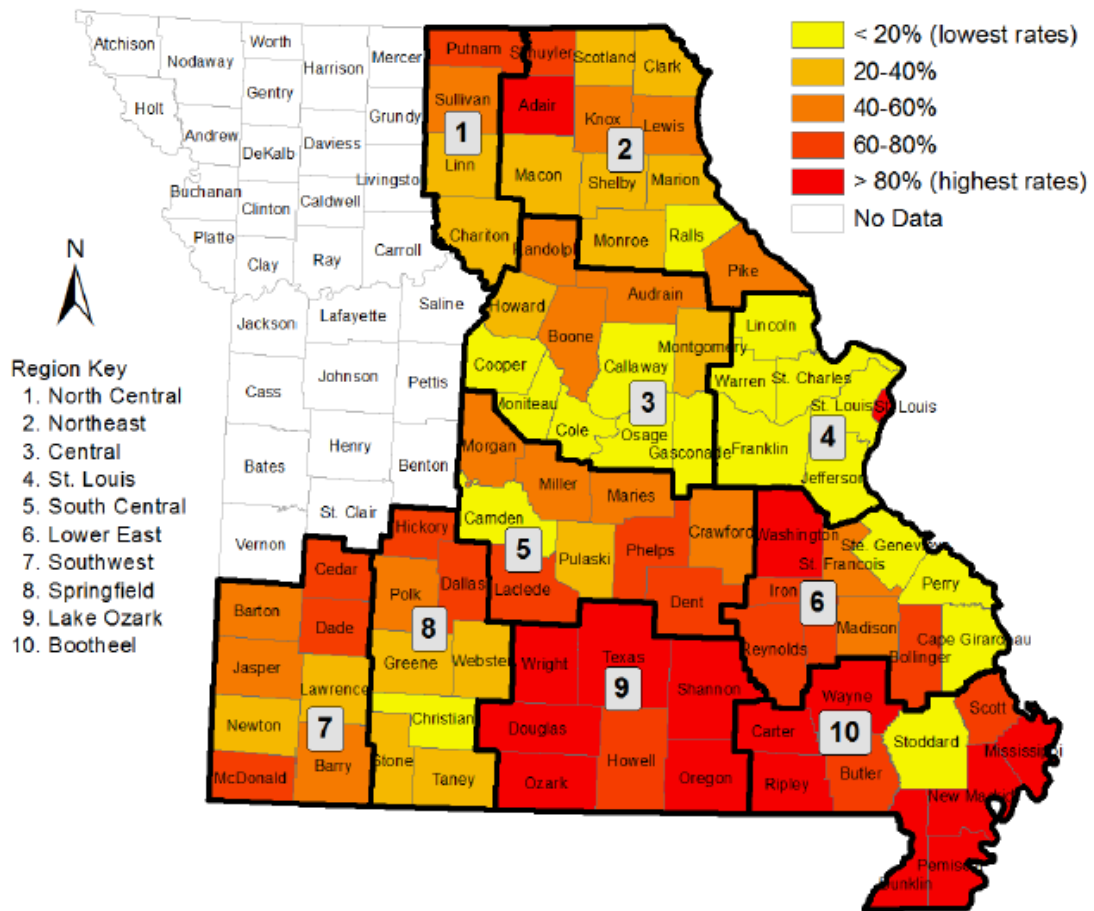 < 20% (lowest rates)
20-40%
40-60%
60-80%
> 80% (highest rates)
No Data
N
Region Key
1. North Central
2. Northeast
3. Central
4. St. Louis
5. South Central
6. Lower East
7. Southwest
8. Springfield
9. Lake Ozark
10. Bootheel
Atchison
Nodaway
Worth
Harrison
Mercer
Putnam
Schuyler
Scotland
Clark
Holt
Gentry
Grundy
Sullivan
Adair
Knox
Lewis
Andrew
DeKalb
Daviess
1
2
Buchanan
Clinton
Caldwell
Livingston
Linn
Macon
Shelby
Marion
Platte
Clay
Ray
Carroll
Chariton
Randolph
Monroe
Ralls
Pike
Jackson
Lafayette
Saline
Howard
Boone
Audrain
Lincoln
Cass
Johnson
Pettis
Cooper
Callaway
Montgomery
Warren
St. Charles
Moniteau
3
St. Louis
St. Louis
Cole
Osage
Gasconade
Franklin
4
Jefferson
Bates
Henry
Benton
Morgan
Miller
Maries
St. Clair
Vernon
Hickory
Camden
5
Pulaski
Phelps
Crawford
Washington
Ste. Genevieve
St. Francois
Perry
Cedar
Dallas
Laclede
Dent
Iron
6
Barton
Polk
8
Dade
Madison
Cape Girardeau
Bollinger
Reynolds
Jasper
Greene
Webster
Wright
Texas
9
Shannon
Lawrence
Wayne
Newton
7
Christian
Douglas
Carter
10
Stoddard
Scott
Mississippi
McDonald
Barry
Stone
Taney
Ozark
Howell
Oregon
Ripley
Butler
New Madrid
Pemiscot
Dunklin